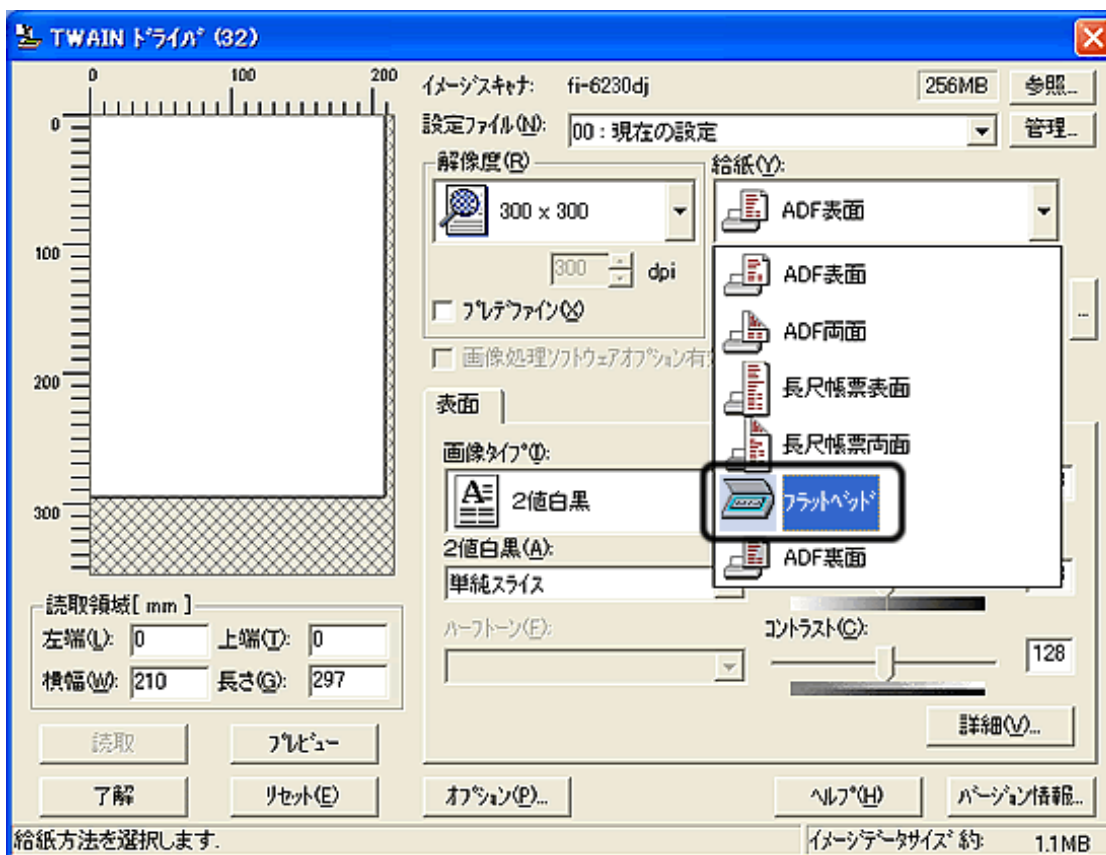 TWAIN ﾄﾞﾗｲﾊﾞ (32)
0 100 200
0
100
200
300
ｲﾒｰｼﾞｽｷｬﾅ: fi-6230dj 256MB 参照...
設定ﾌｧｲﾙ(N): 00 : 現在の設定 管理...
解像度(R)
300 x 300
300 dpi
ﾌﾟﾚﾃﾞﾌｧｲﾝ(X)
画像処理ｿﾌﾄｳｪｱｵﾌﾟｼｮﾝ有
給紙(Y):
ADF表面
ADF表面
ADF両面
長尺帳票表面
長尺帳票両面
ﾌﾗｯﾄﾍﾞｯﾄﾞ
ADF裏面
...
表面
画像ﾀｲﾌﾟ(I):
2値白黒
2値白黒(A):
単純ｽﾗｲｽ
ﾊｰﾌﾄｰﾝ(F):
ｺﾝﾄﾗｽﾄ(C):
128
詳細(V)...
読取領域[ mm ]
左端(L): 0 上端(T): 0
横幅(W): 210 長さ(G): 297
読取 ﾌﾟﾚﾋﾞｭｰ
了解 ﾘｾｯﾄ(E) ｵﾌﾟｼｮﾝ(P)... ﾍﾙﾌﾟ(H) ﾊﾞｰｼﾞｮﾝ情報...
給紙方法を選択します. ｲﾒｰｼﾞﾃﾞｰﾀｻｲｽﾞ 約: 1.1MB